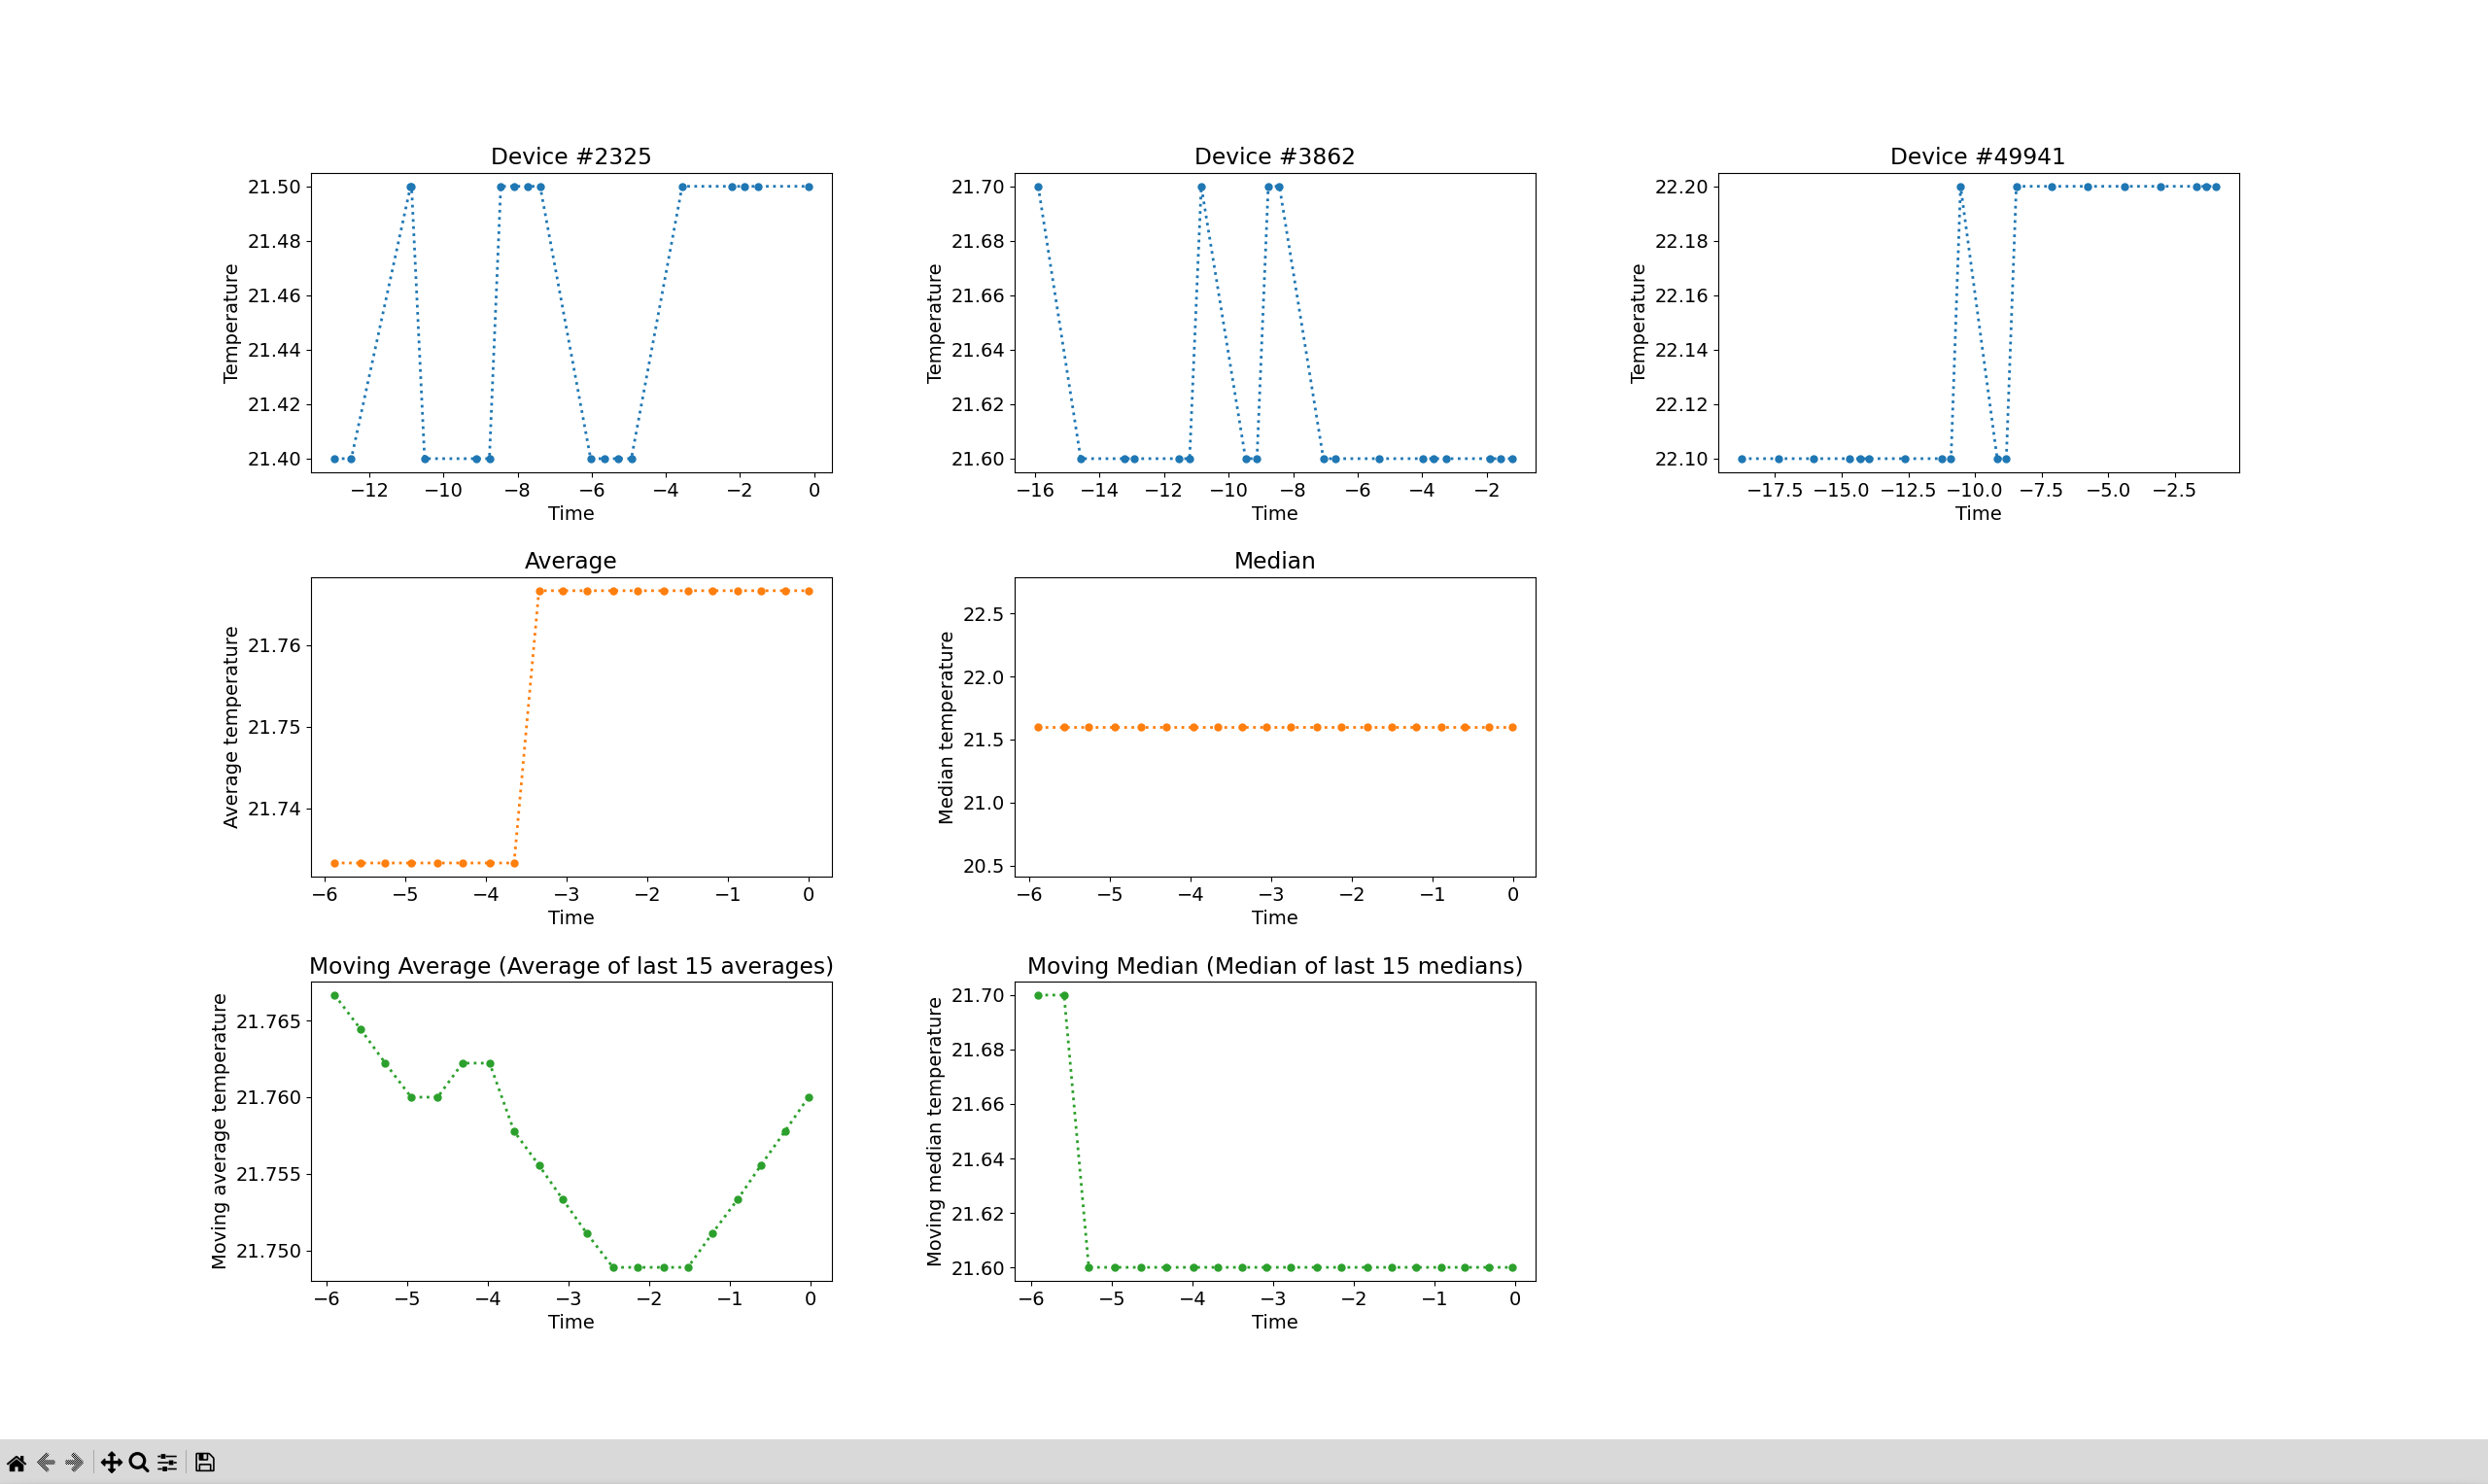 Device #2325
Device #3862
Device #49941
Temperature
21.50
21.48
21.46
21.44
21.42
21.40
−12 −10 −8 −6 −4 −2 0
Time
Temperature
21.70
21.68
21.66
21.64
21.62
21.60
−16 −14 −12 −10 −8 −6 −4 −2
Time
Temperature
22.20
22.18
22.16
22.14
22.12
22.10
−17.5 −15.0 −12.5 −10.0 −7.5 −5.0 −2.5
Time
Average
Average temperature
21.76
21.75
21.74
−6 −5 −4 −3 −2 −1 0
Time
Median
Median temperature
22.5
22.0
21.5
21.0
20.5
−6 −5 −4 −3 −2 −1 0
Time
Moving Average (Average of last 15 averages)
Moving average temperature
21.765
21.760
21.755
21.750
−6 −5 −4 −3 −2 −1 0
Time
Moving Median (Median of last 15 medians)
Moving median temperature
21.70
21.68
21.66
21.64
21.62
21.60
−6 −5 −4 −3 −2 −1 0
Time